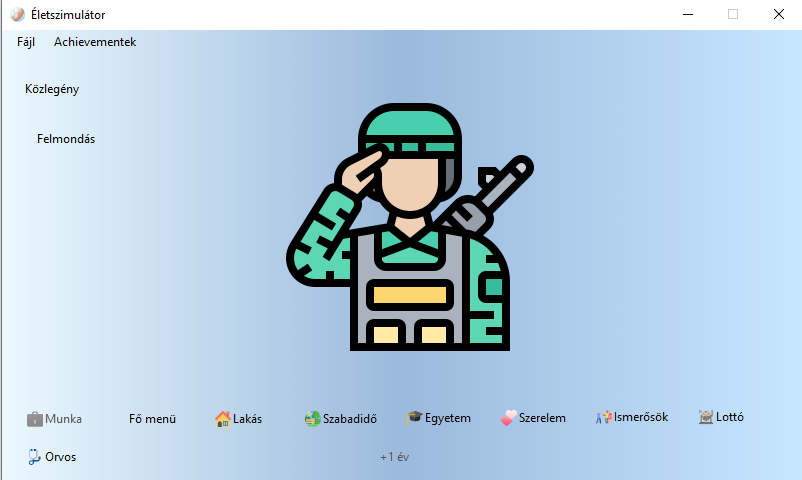 Életszimulátor
Fájl Achievementek
Közlegény
Felmondás
Munka Fő menü Lakás Szabadidő Egyetem Szerelem Ismerősök Lottó
Orvos +1 év